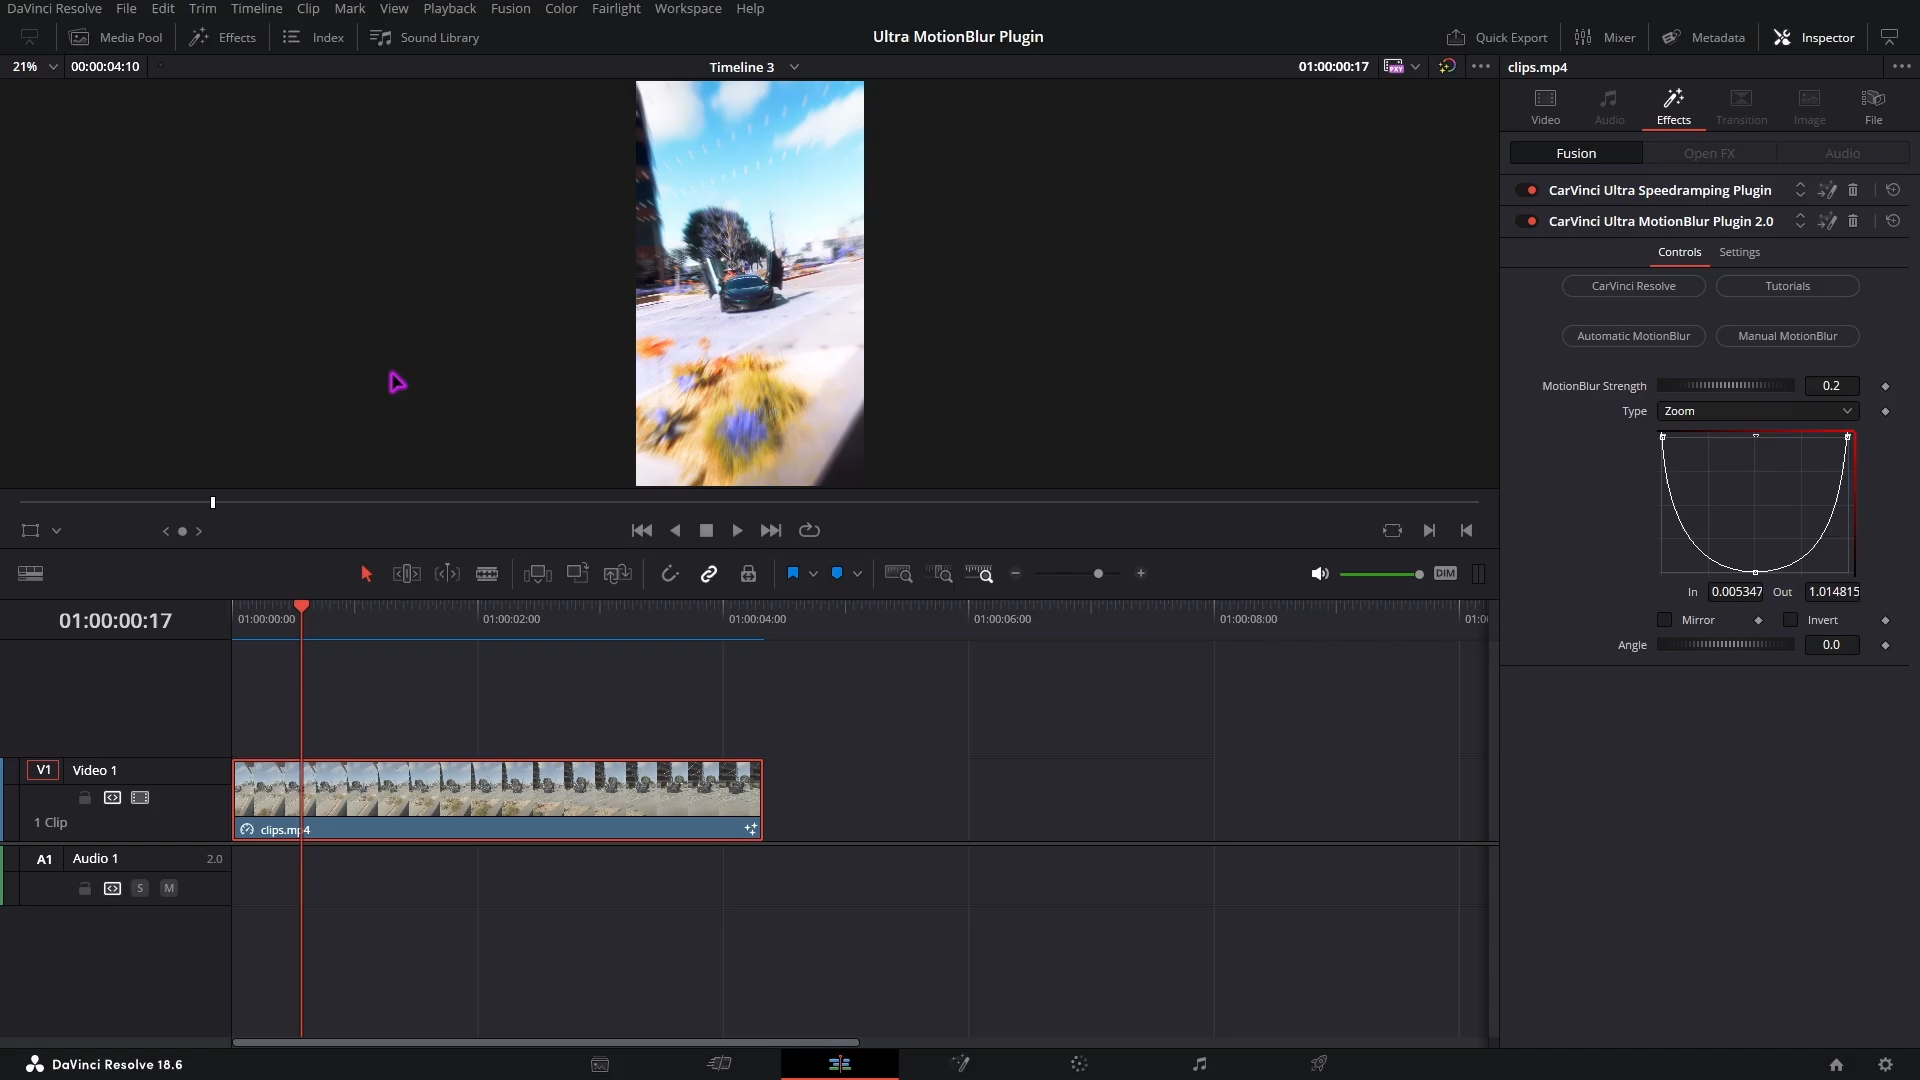 DaVinci Resolve File Edit Trim Timeline Clip Mark View Playback Fusion Color Fairlight Workspace Help
Media Pool Effects Index Sound Library Ultra MotionBlur Plugin Quick Export Mixer Metadata Inspector
21% 00:00:04:10 Timeline 3 01:00:00:17 PXY clips.mp4
Video Audio Effects Transition Image File
Fusion Open FX Audio
CarVinci Ultra Speedramping Plugin
CarVinci Ultra MotionBlur Plugin 2.0
Controls Settings
CarVinci Resolve Tutorials
Automatic MotionBlur Manual MotionBlur
MotionBlur Strength 0.2
Type Zoom
In 0.005347 Out 1.014815
Mirror Invert
Angle 0.0
DIM
01:00:00:17
01:00:00:00 01:00:02:00 01:00:04:00 01:00:06:00 01:00:08:00 01:0
V1 Video 1
1 Clip
clips.mp4
A1 Audio 1 2.0
S M
DaVinci Resolve 18.6